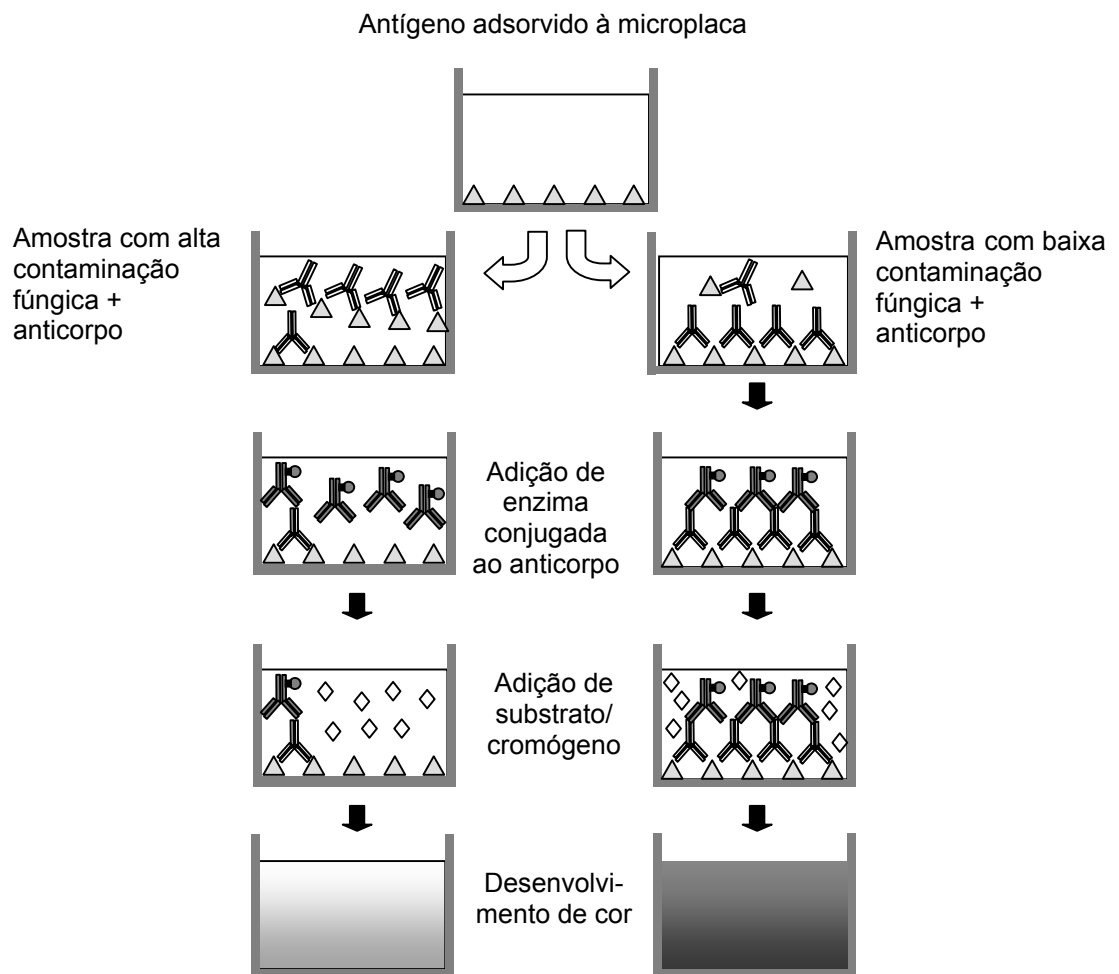 Antígeno adsorvido à microplaca
Amostra com alta
contaminação
fúngica +
anticorpo
Amostra com baixa
contaminação
fúngica +
anticorpo
Adição de
enzima
conjugada
ao anticorpo
Adição de
substrato/
cromógeno
Desenvolvi-
mento de cor